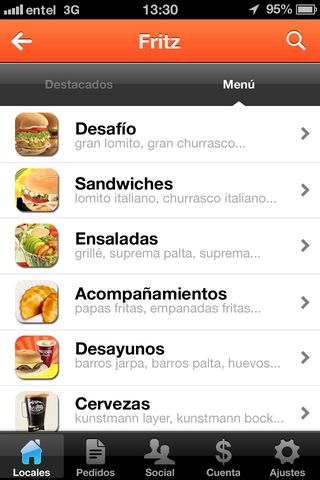 entel 3G 13:30 95%
Fritz
Destacados Menú
Desafío
gran lomito, gran churrasco...
Sandwiches
lomito italiano, churrasco italiano...
Ensaladas
grillé, suprema palta, suprema...
Acompañamientos
papas fritas, empanadas fritas...
Desayunos
barros jarpa, barros palta, huevos...
Cervezas
kunstmann layer, kunstmann bock...
Locales Pedidos Social Cuenta Ajustes